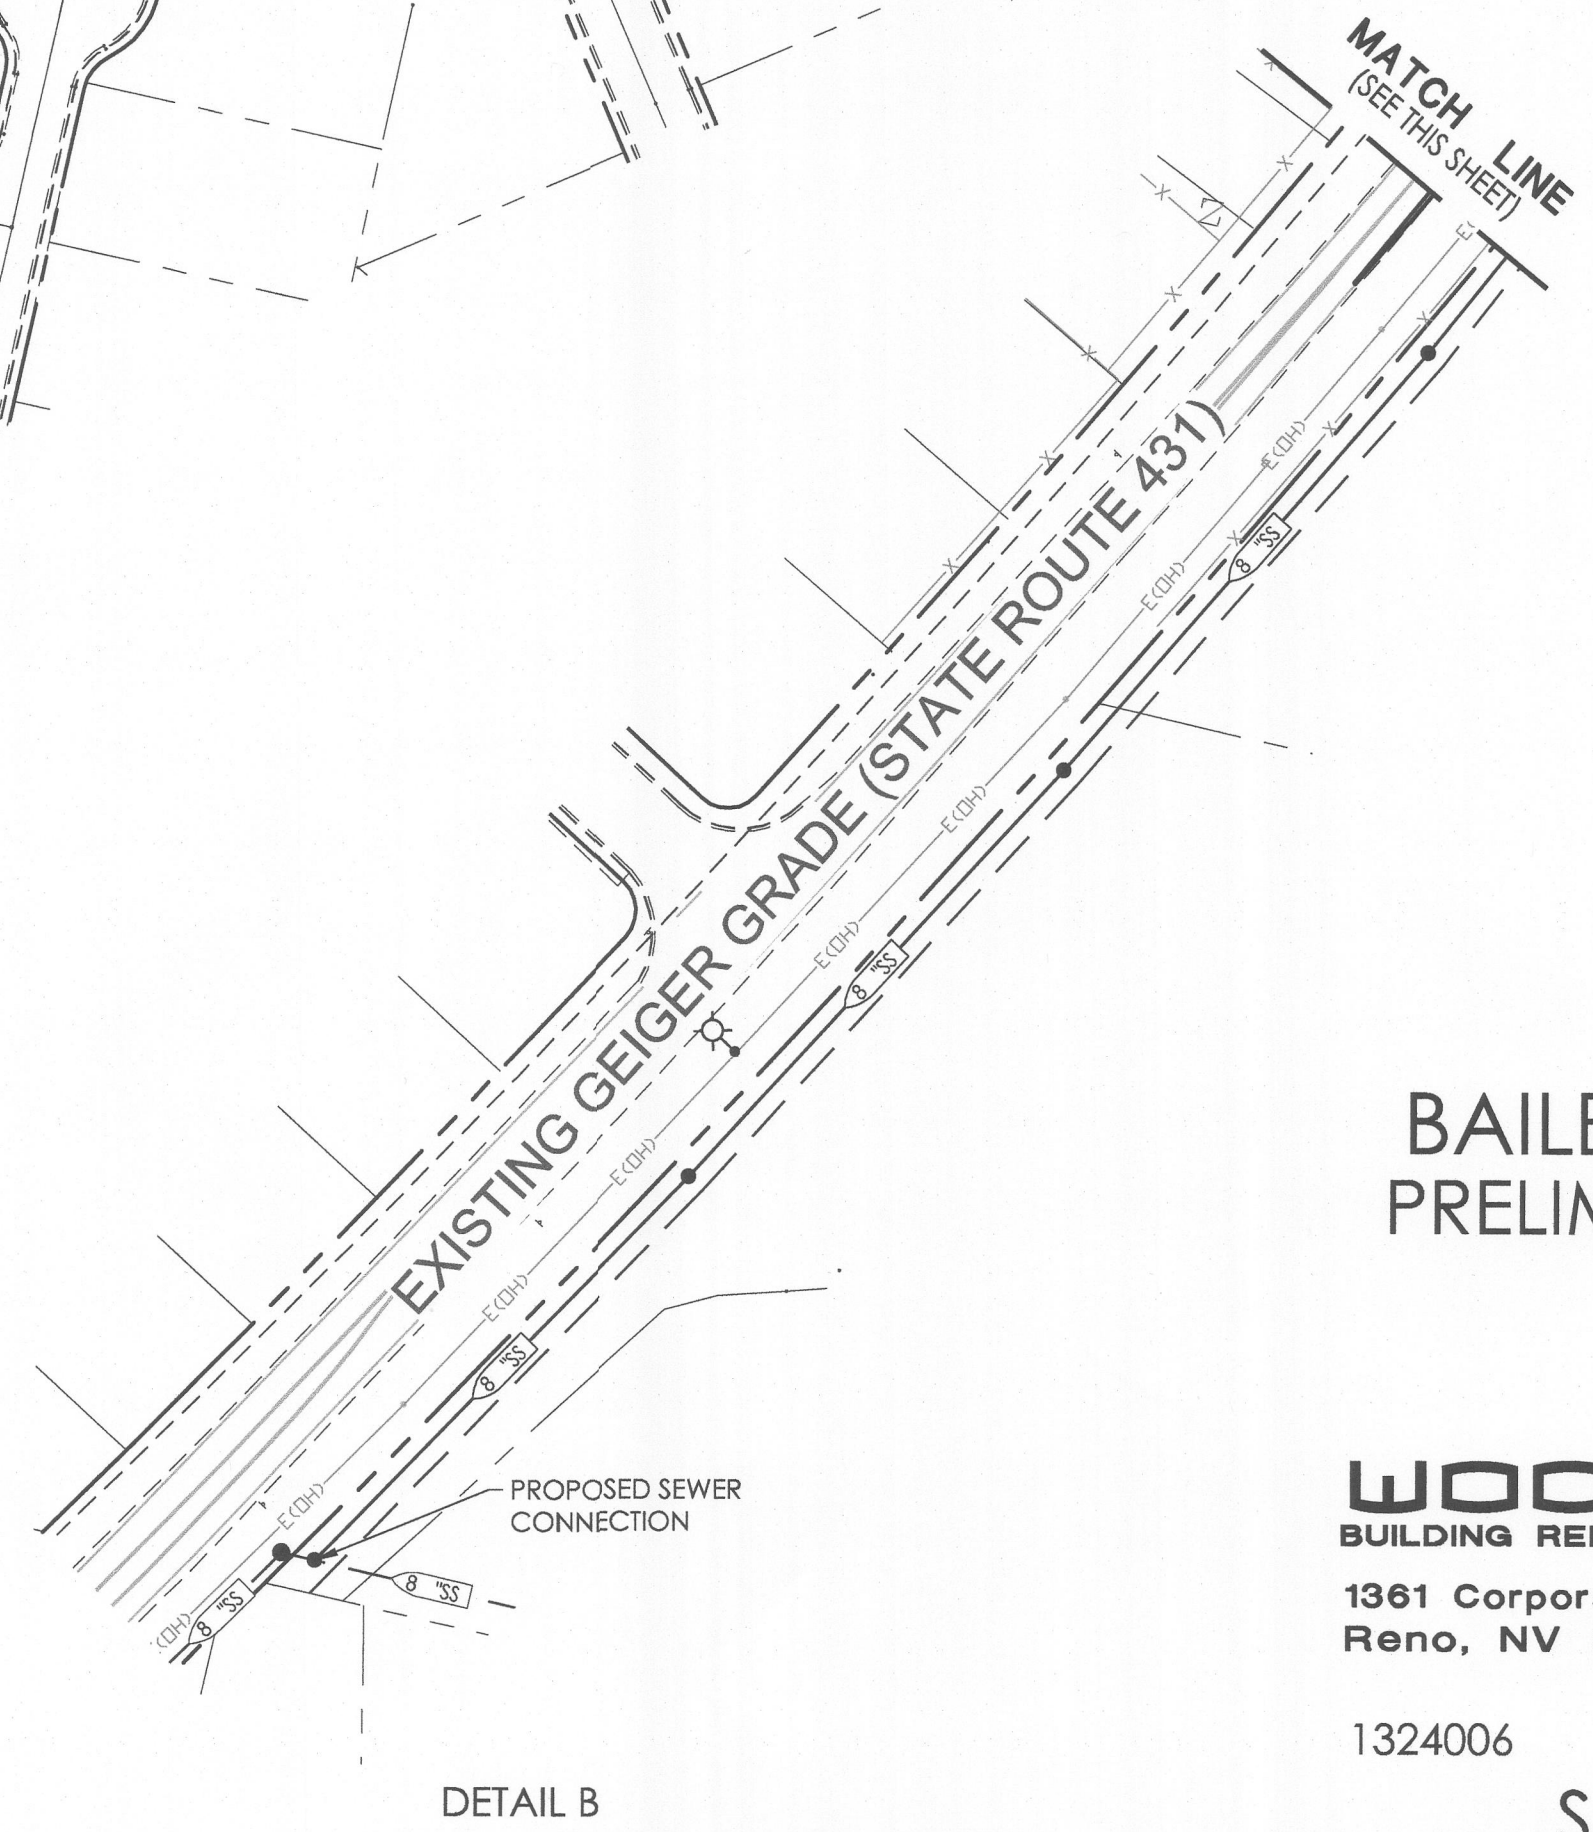 MATCH LINE
(SEE THIS SHEET)
E(OH)
E(OH)
8 "SS
EXISTING GEIGER GRADE (STATE ROUTE 431)
E(OH)
E(OH)
8 "SS
E(OH)
E(OH)
8 "SS
E(OH)
PROPOSED SEWER
CONNECTION
8 "SS
8 "SS
(OH)
DETAIL B
BAILE
PRELIM
WOO
BUILDING REL
1361 Corpor
Reno, NV
1324006
S